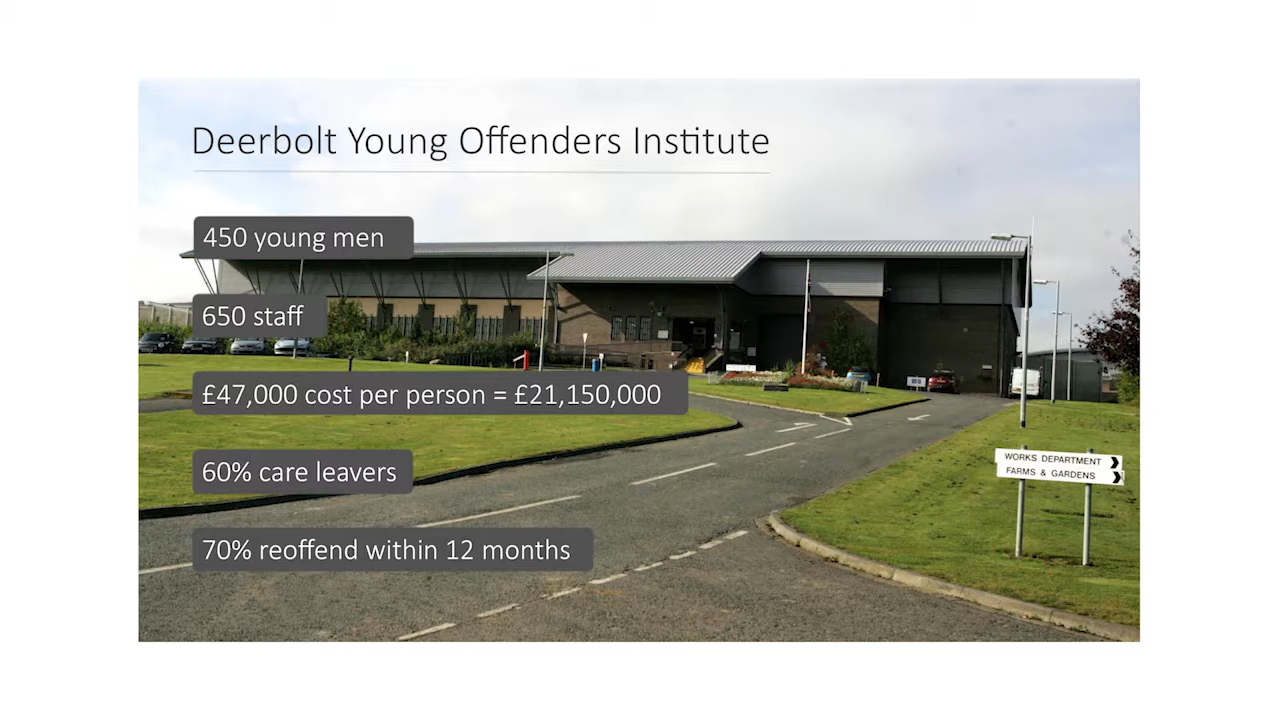 Deerbolt Young Offenders Institute
450 young men
650 staff
£47,000 cost per person = £21,150,000
60% care leavers
70% reoffend within 12 months
WORKS DEPARTMENT
FARMS & GARDENS